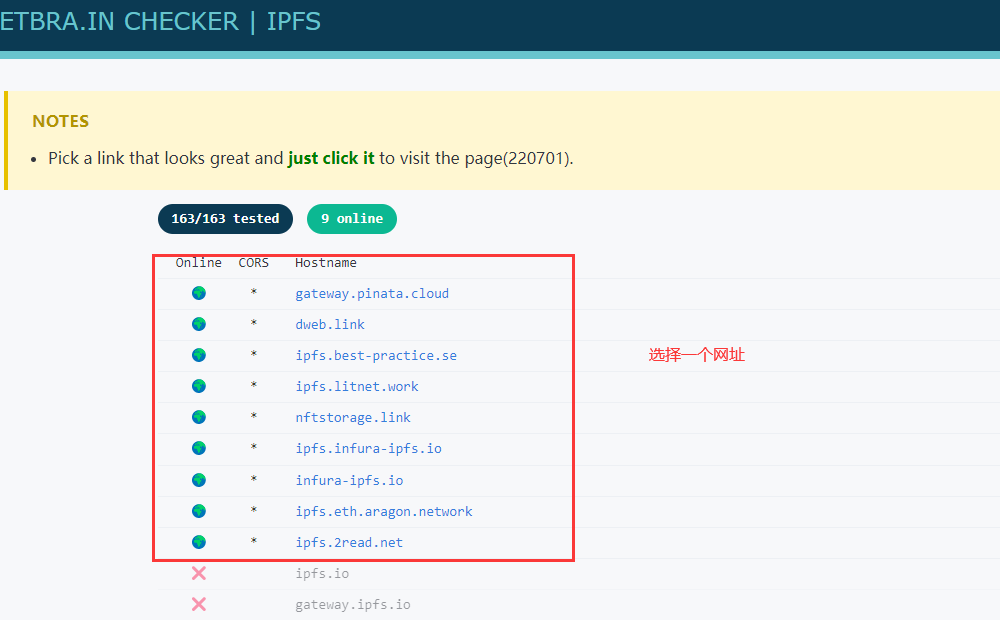 ETBRA.IN CHECKER | IPFS
NOTES
Pick a link that looks great and just click it to visit the page(220701).
163/163 tested 9 online
Online CORS Hostname
* gateway.pinata.cloud
* dweb.link
* ipfs.best-practice.se 选择一个网址
* ipfs.litnet.work
* nftstorage.link
* ipfs.infura-ipfs.io
* infura-ipfs.io
* ipfs.eth.aragon.network
* ipfs.2read.net
ipfs.io
gateway.ipfs.io